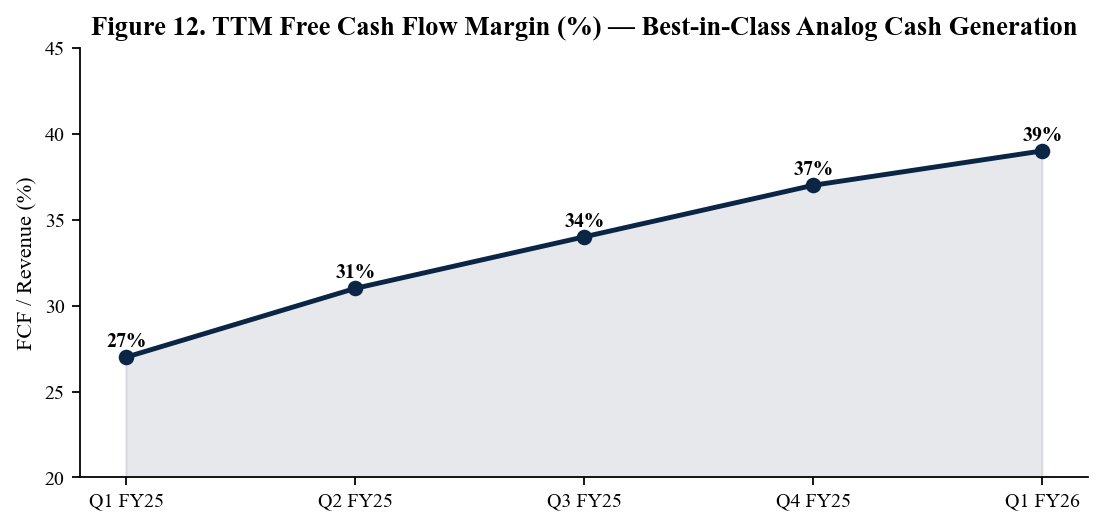 Figure 12. TTM Free Cash Flow Margin (%) — Best-in-Class Analog Cash Generation
FCF / Revenue (%)
45
40
35
30
25
20
27%
31%
34%
37%
39%
Q1 FY25
Q2 FY25
Q3 FY25
Q4 FY25
Q1 FY26